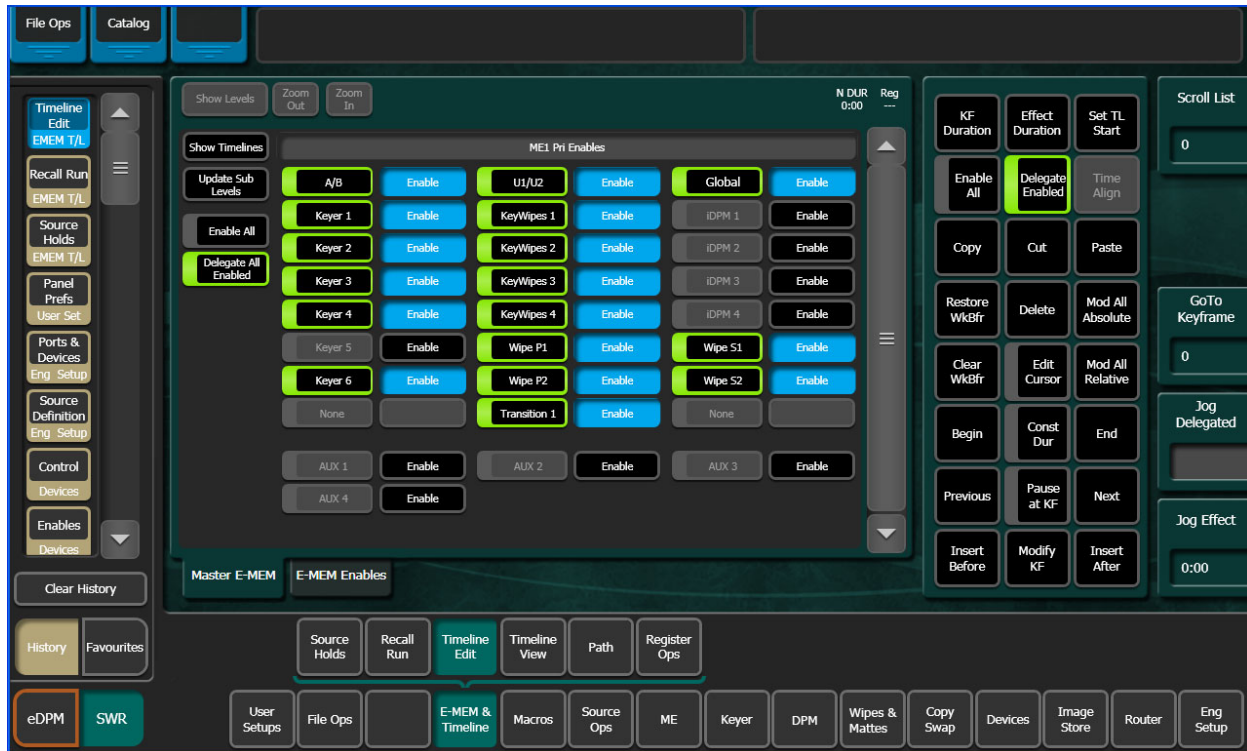 File Ops
Catalog
Timeline
Edit
EMEM T/L
Recall Run
EMEM T/L
Source
Holds
EMEM T/L
Panel
Prefs
User Set
Ports &
Devices
Eng Setup
Source
Definition
Eng Setup
Control
Devices
Enables
Devices
Clear History
History
Favourites
eDPM
SWR
Show Levels
Zoom
Out
Zoom
In
N DUR
0:00
Reg
---
Show Timelines
ME1 Pri Enables
Update Sub
Levels
Enable All
Delegate All
Enabled
A/B
Enable
U1/U2
Enable
Global
Enable
Keyer 1
Enable
KeyWipes 1
Enable
iDPM 1
Enable
Keyer 2
Enable
KeyWipes 2
Enable
iDPM 2
Enable
Keyer 3
Enable
KeyWipes 3
Enable
iDPM 3
Enable
Keyer 4
Enable
KeyWipes 4
Enable
iDPM 4
Enable
Keyer 5
Enable
Wipe P1
Enable
Wipe S1
Enable
Keyer 6
Enable
Wipe P2
Enable
Wipe S2
Enable
None
Transition 1
Enable
None
AUX 1
Enable
AUX 2
Enable
AUX 3
Enable
AUX 4
Enable
Master E-MEM
E-MEM Enables
KF
Duration
Effect
Duration
Set TL
Start
Enable
All
Delegate
Enabled
Time
Align
Copy
Cut
Paste
Restore
WkBfr
Delete
Mod All
Absolute
Clear
WkBfr
Edit
Cursor
Mod All
Relative
Begin
Const
Dur
End
Previous
Pause
at KF
Next
Insert
Before
Modify
KF
Insert
After
Scroll List
0
GoTo
Keyframe
0
Jog
Delegated
Jog Effect
0:00
Source
Holds
Recall
Run
Timeline
Edit
Timeline
View
Path
Register
Ops
User
Setups
File Ops
E-MEM &
Timeline
Macros
Source
Ops
ME
Keyer
DPM
Wipes &
Mattes
Copy
Swap
Devices
Image
Store
Router
Eng
Setup